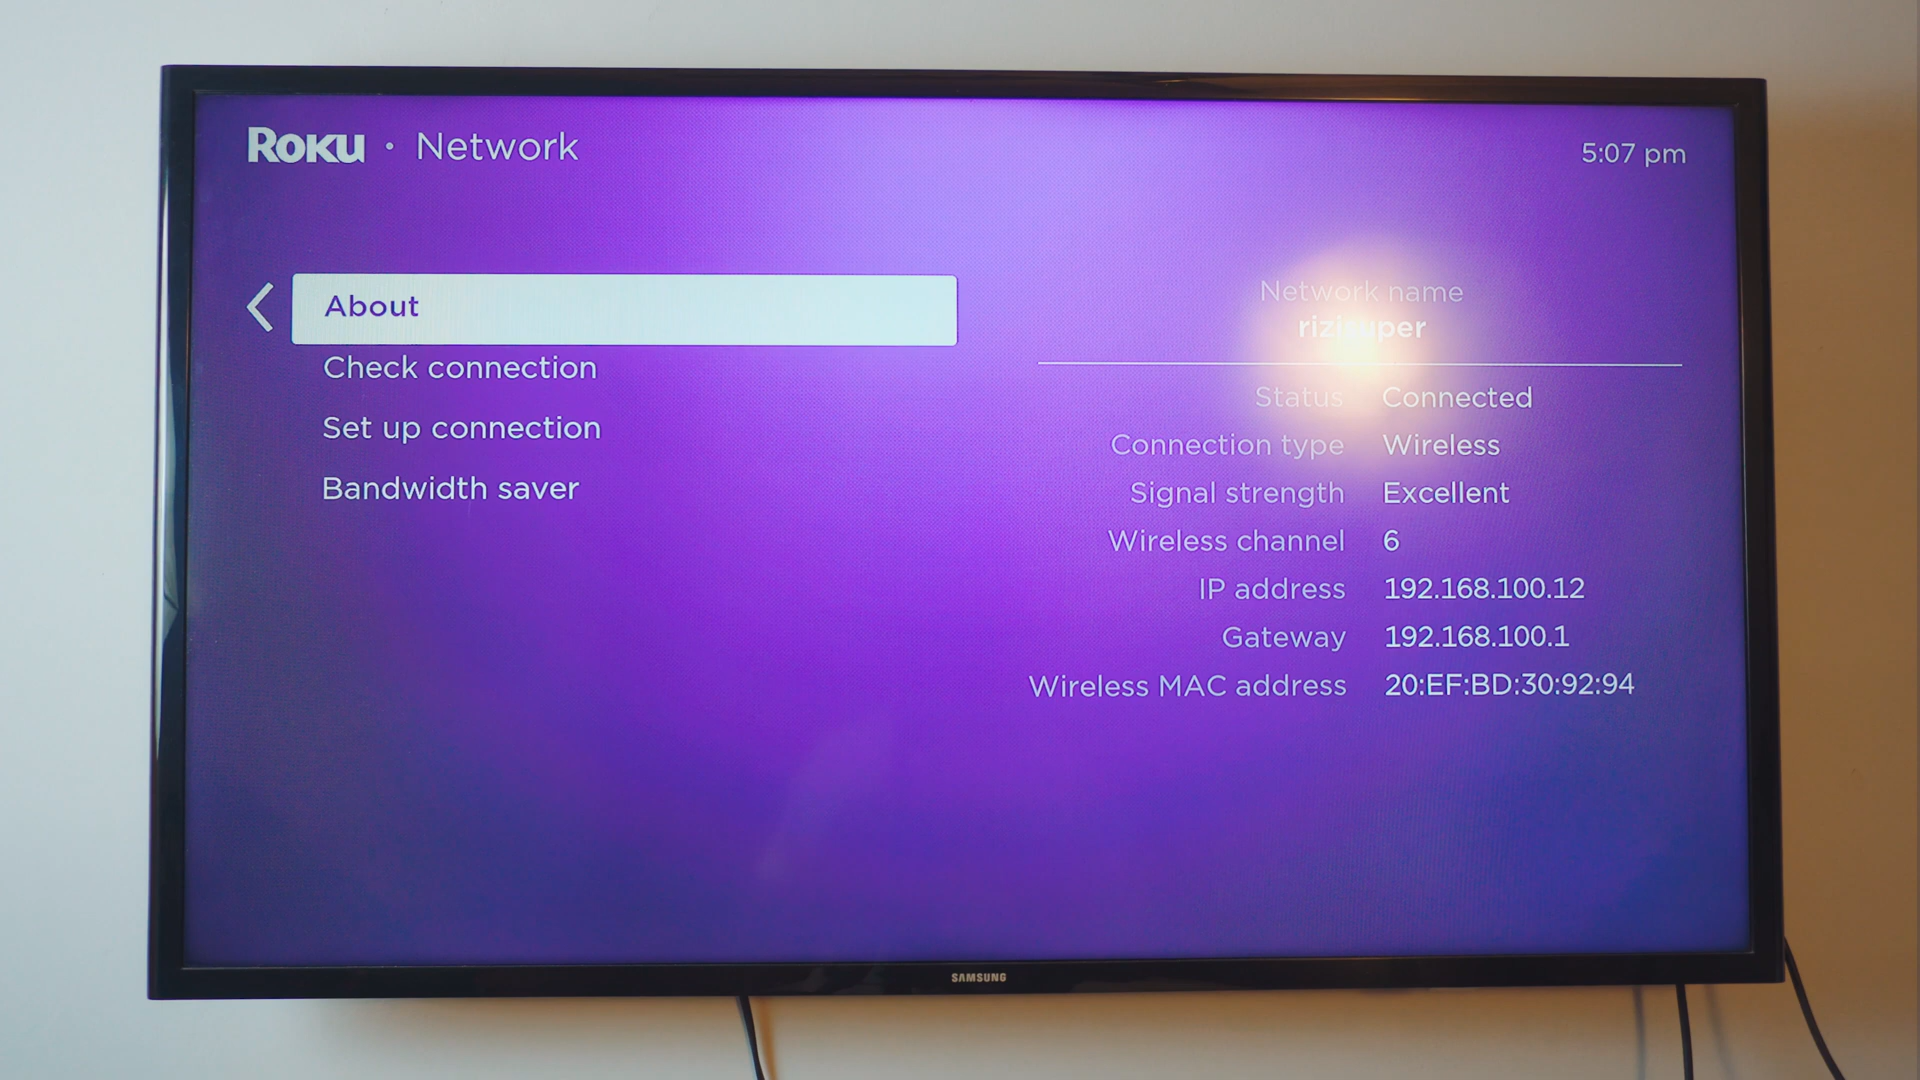 Roku • Network
5:07 pm
About
Check connection
Set up connection
Bandwidth saver
Network name
Status Connected
Connection type Wireless
Signal strength Excellent
Wireless channel 6
IP address 192.168.100.12
Gateway 192.168.100.1
Wireless MAC address 20:EF:BD:30:92:94
SAMSUNG